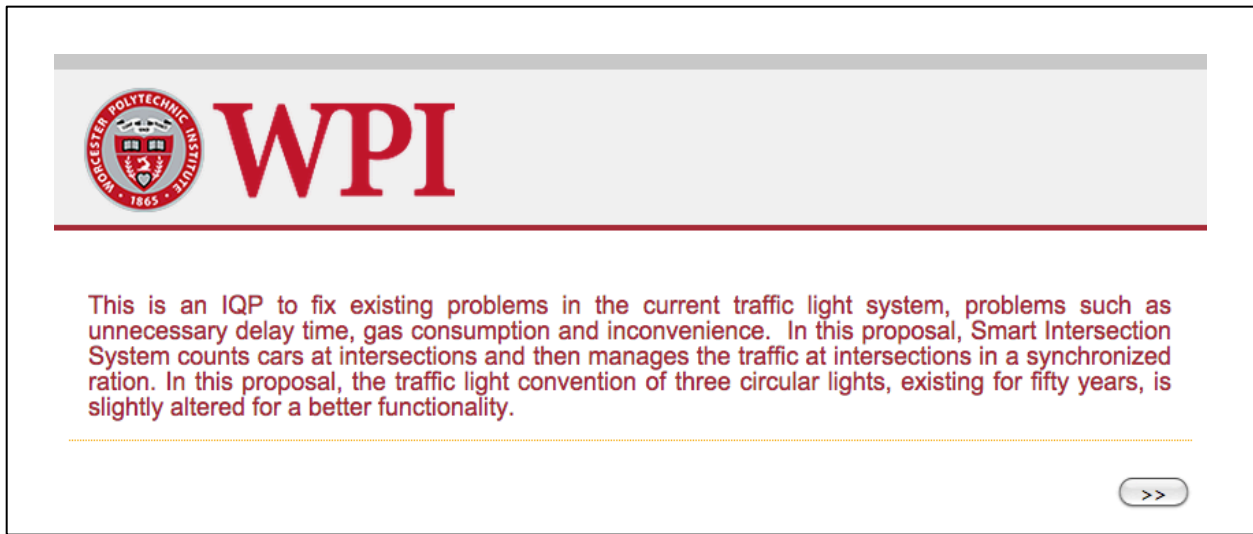 WORCESTER POLYTECHNIC INSTITUTE
1865
WPI
This is an IQP to fix existing problems in the current traffic light system, problems such as
unnecessary delay time, gas consumption and inconvenience.  In this proposal, Smart Intersection
System counts cars at intersections and then manages the traffic at intersections in a synchronized
ration. In this proposal, the traffic light convention of three circular lights, existing for fifty years, is
slightly altered for a better functionality.
>>